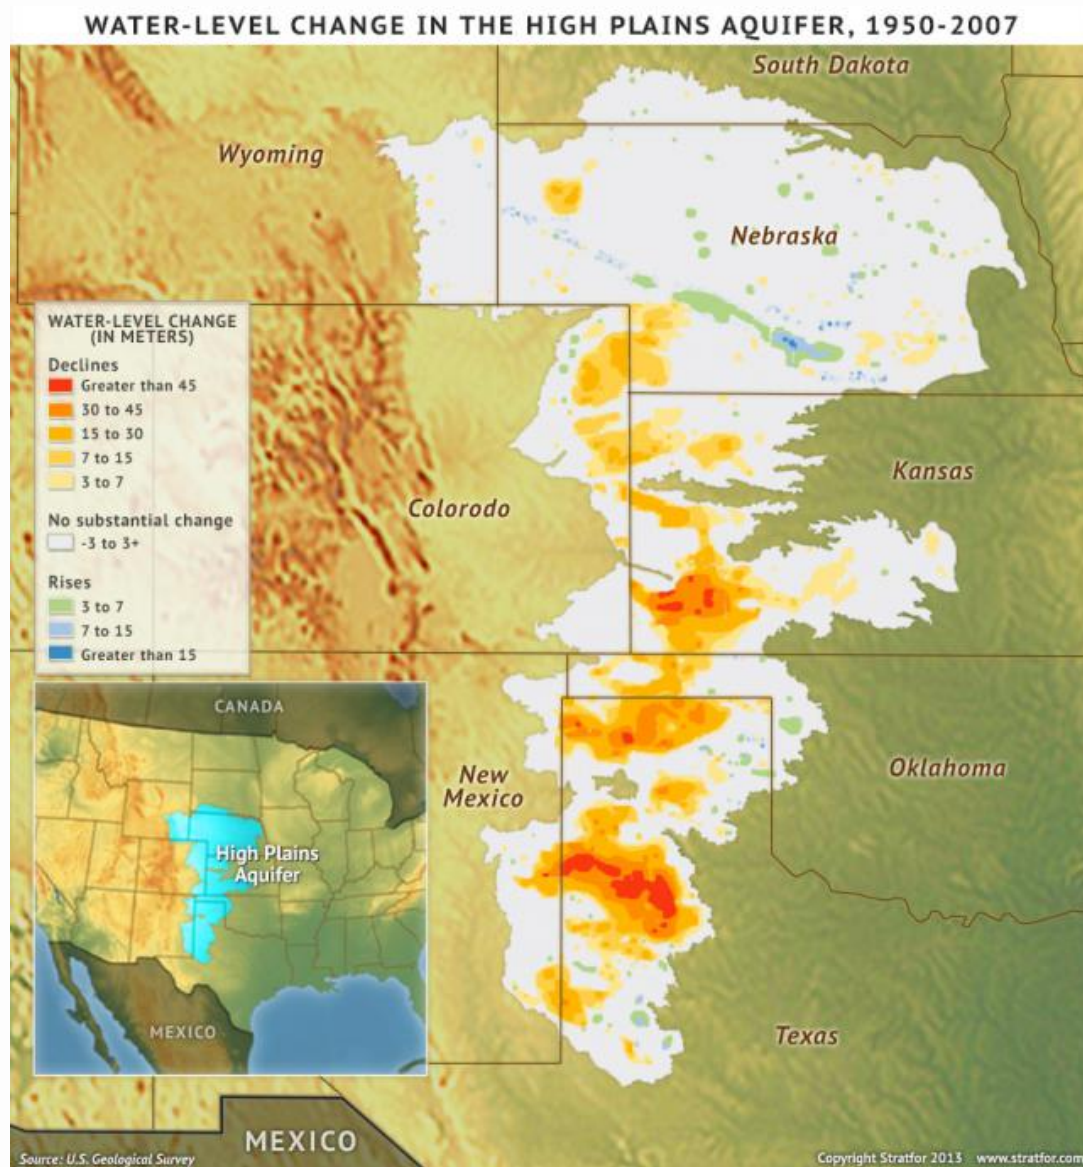 WATER-LEVEL CHANGE IN THE HIGH PLAINS AQUIFER, 1950-2007
South Dakota
Wyoming
Nebraska
WATER-LEVEL CHANGE
(IN METERS)
Declines
Greater than 45
30 to 45
15 to 30
7 to 15
3 to 7
No substantial change
-3 to 3+
Rises
3 to 7
7 to 15
Greater than 15
Kansas
Colorodo
CANADA
High Plains
Aquifer
MEXICO
New
Mexico
Oklahoma
Texas
MEXICO
Source: U.S. Geological Survey
Copyright Stratfor 2013 www.stratfor.com